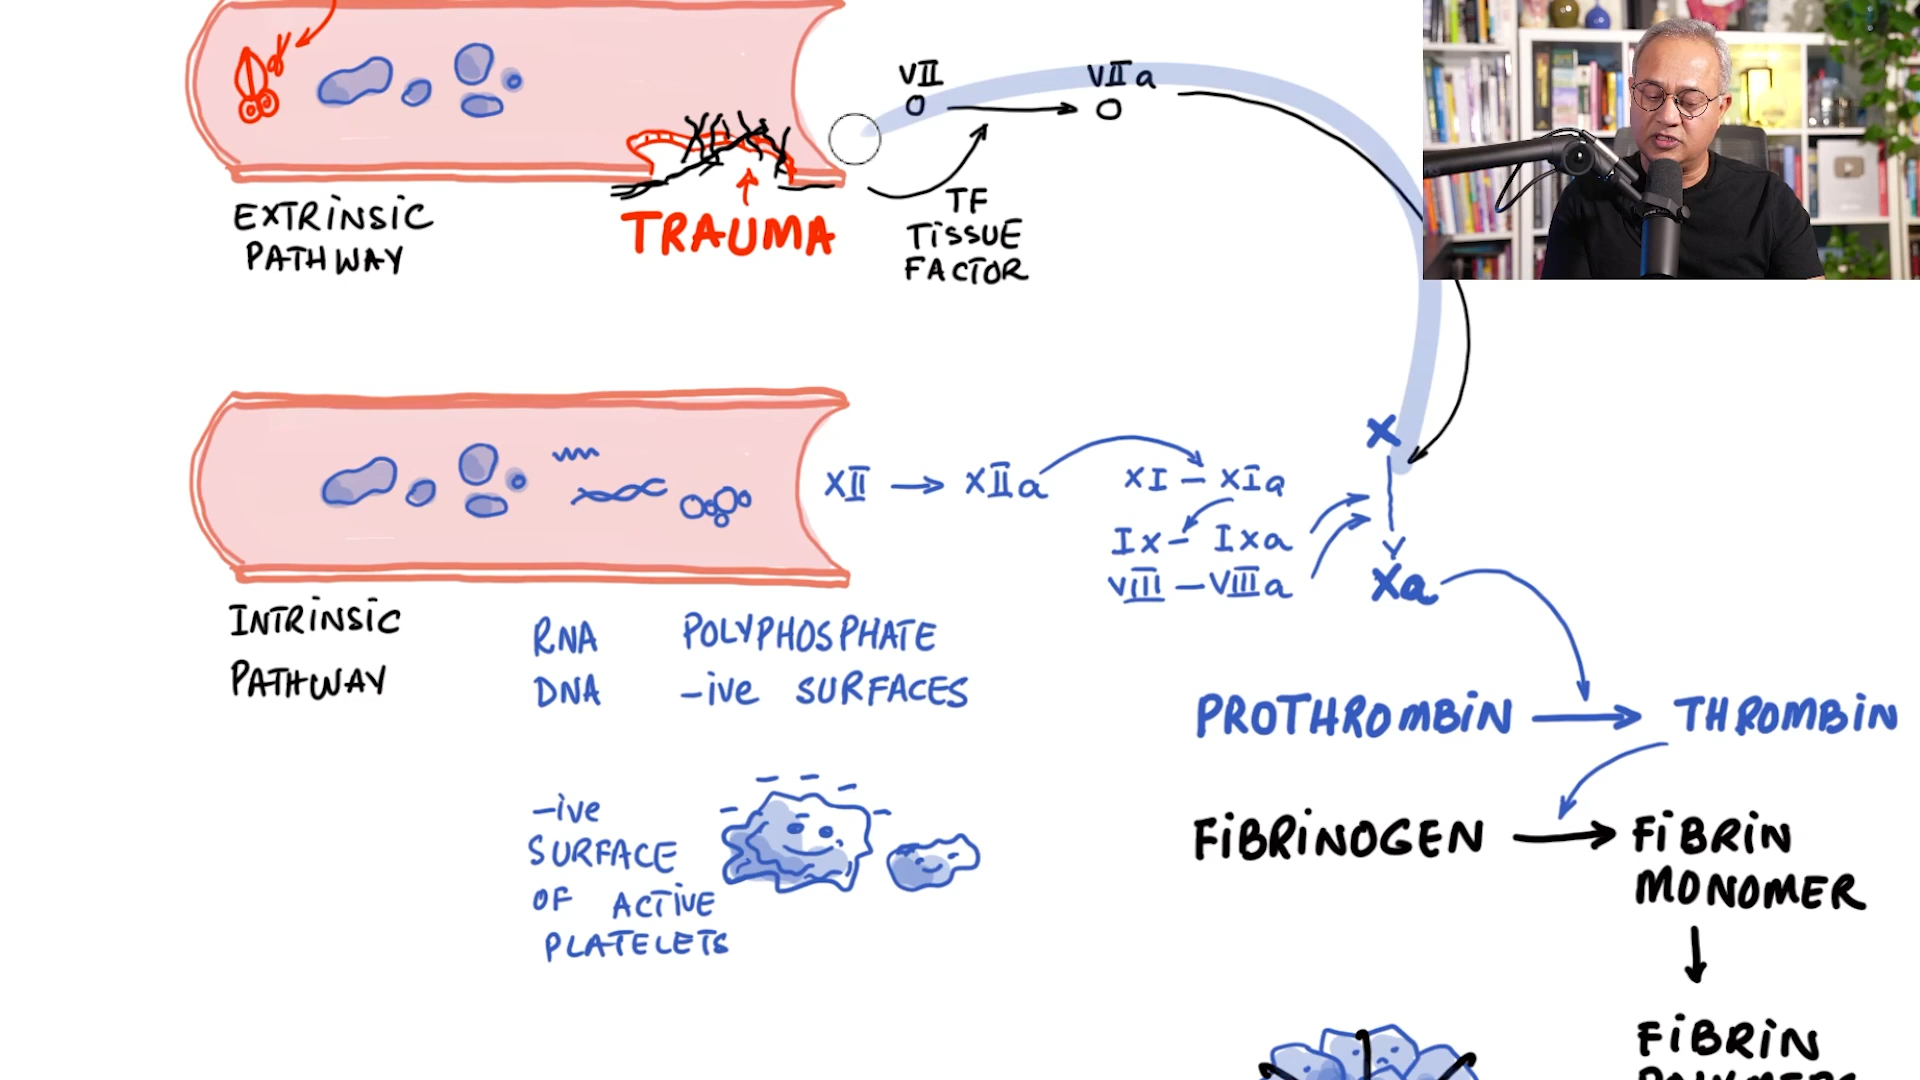 VII
VIIa
TF
TISSUE
FACTOR
EXTRINSIC
PATHWAY
TRAUMA
X
XII
XIIa
XI - XIa
IX - IXa
VIII - VIIIa
Xa
INTRINSIC
PATHWAY
RNA
POLYPHOSPHATE
DNA
-ive SURFACES
PROTHROMBIN
THROMBIN
-ive
SURFACE
OF ACTIVE
PLATELETS
FIBRINOGEN
FIBRIN
MONOMER
FIBRIN